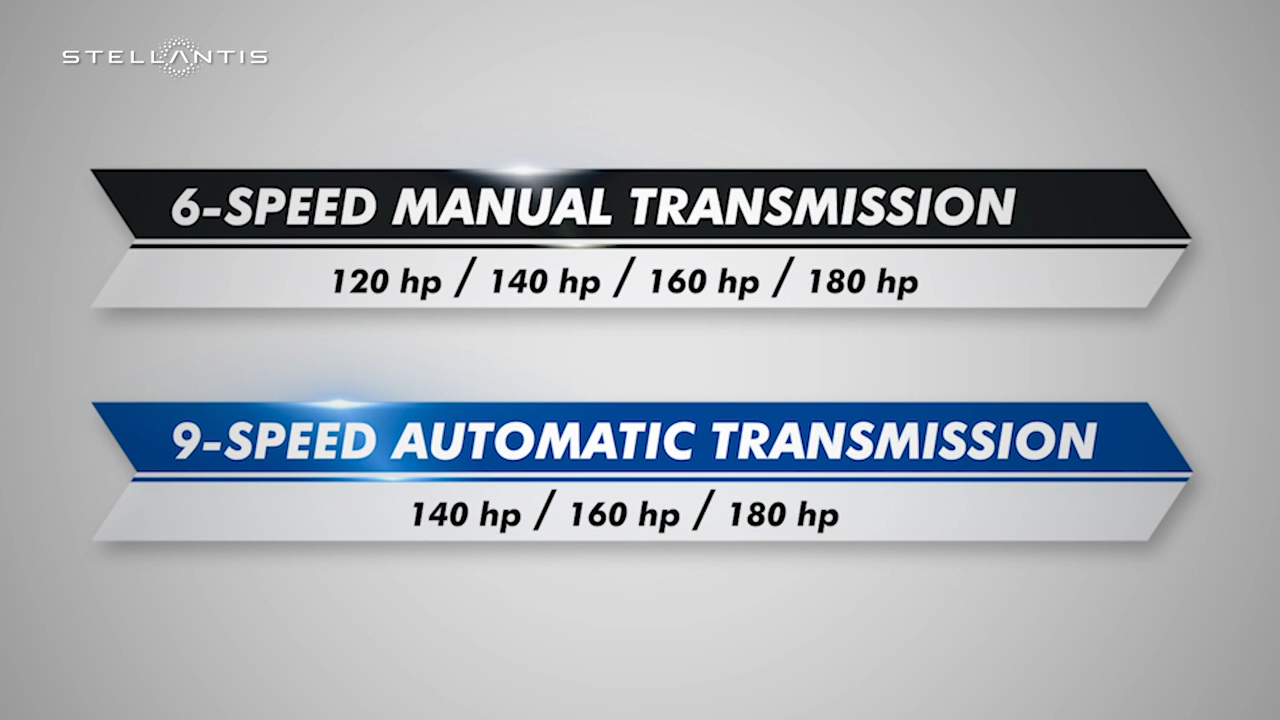 STELLANTIS
6-SPEED MANUAL TRANSMISSION
120 hp / 140 hp / 160 hp / 180 hp
9-SPEED AUTOMATIC TRANSMISSION
140 hp / 160 hp / 180 hp